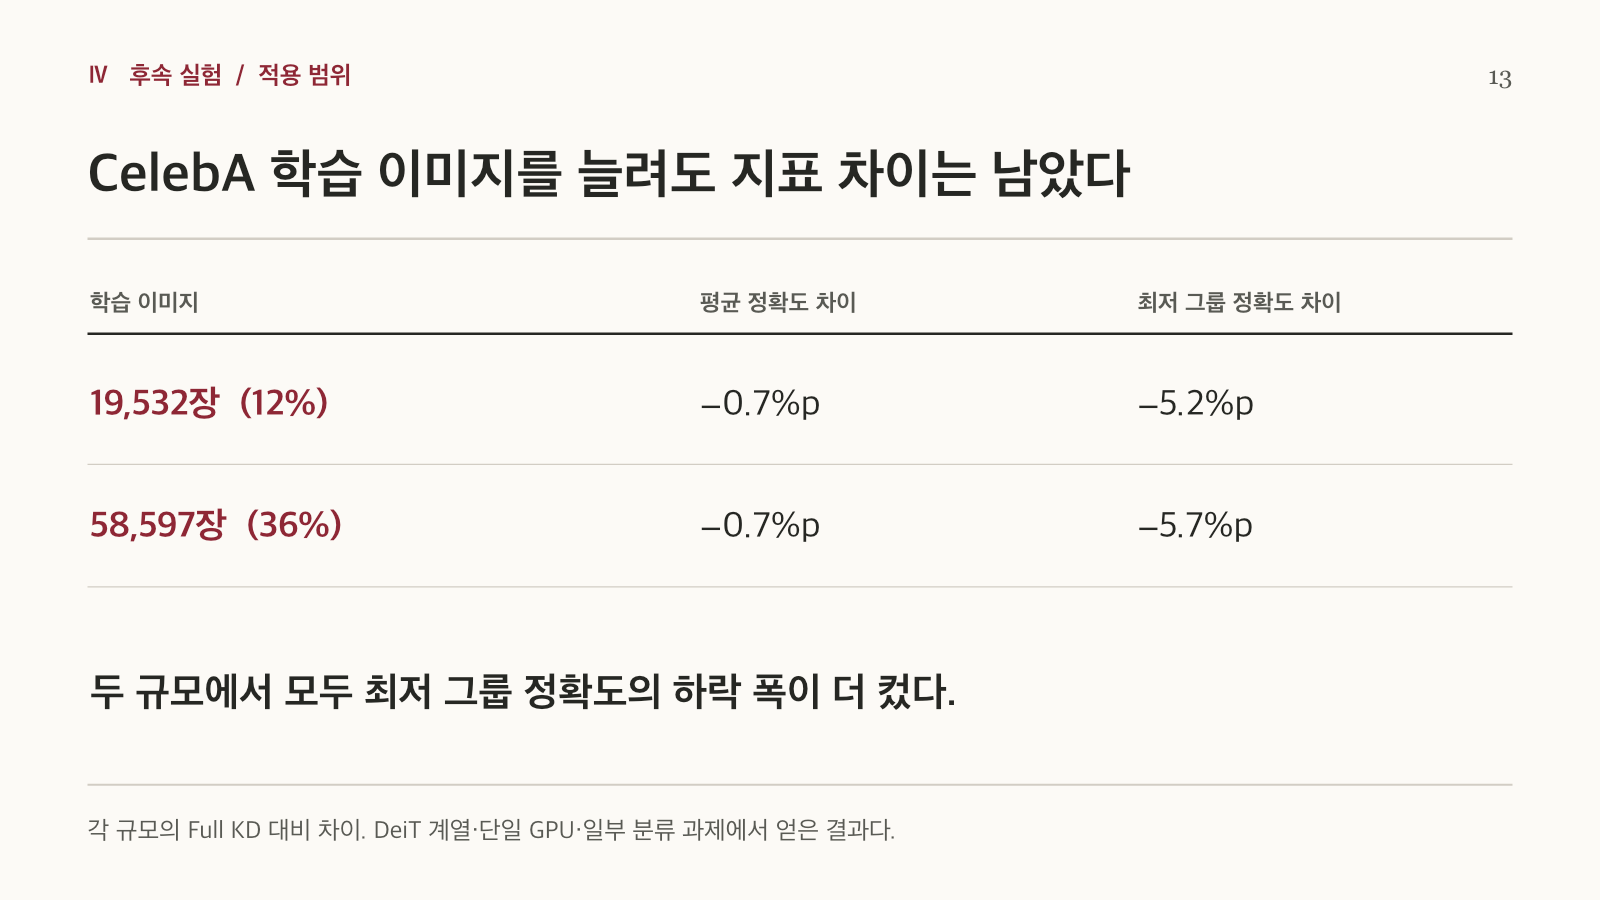 IV 후속 실험 / 적용 범위
13
CelebA 학습 이미지를 늘려도 지표 차이는 남았다
학습 이미지 평균 정확도 차이 최저 그룹 정확도 차이
19,532장 (12%) –0.7%p –5.2%p
58,597장 (36%) –0.7%p –5.7%p
두 규모에서 모두 최저 그룹 정확도의 하락 폭이 더 컸다.
각 규모의 Full KD 대비 차이. DeiT 계열·단일 GPU·일부 분류 과제에서 얻은 결과다.